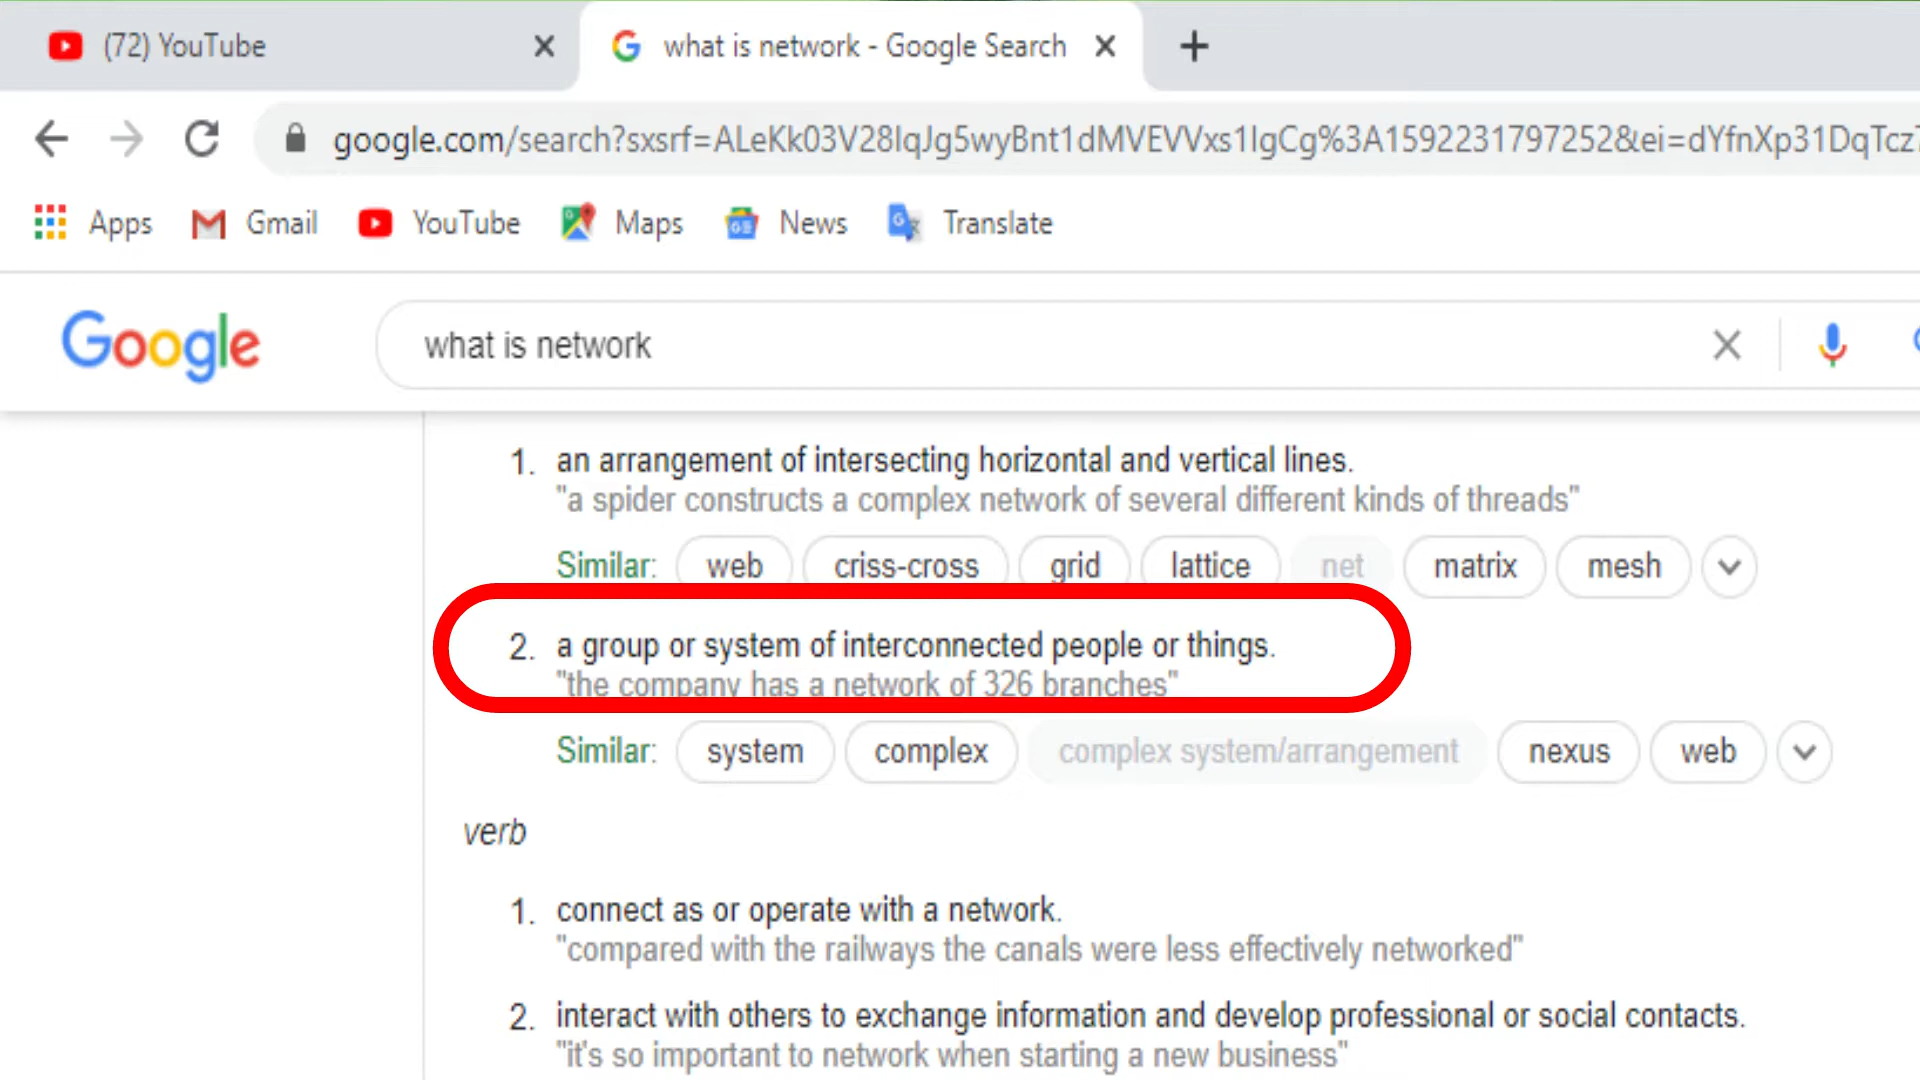 (72) YouTube
what is network - Google Search
google.com/search?sxsrf=ALeKk03V28lqJg5wyBnt1dMVEVVxs1lgCg%3A1592231797252&ei=dYfnXp31DqTcz
Apps Gmail YouTube Maps News Translate
Google
what is network
1. an arrangement of intersecting horizontal and vertical lines.
"a spider constructs a complex network of several different kinds of threads"
Similar: web criss-cross grid lattice net matrix mesh
2. a group or system of interconnected people or things.
"the company has a network of 326 branches"
Similar: system complex complex system/arrangement nexus web
verb
1. connect as or operate with a network.
"compared with the railways the canals were less effectively networked"
2. interact with others to exchange information and develop professional or social contacts.
"it's so important to network when starting a new business"